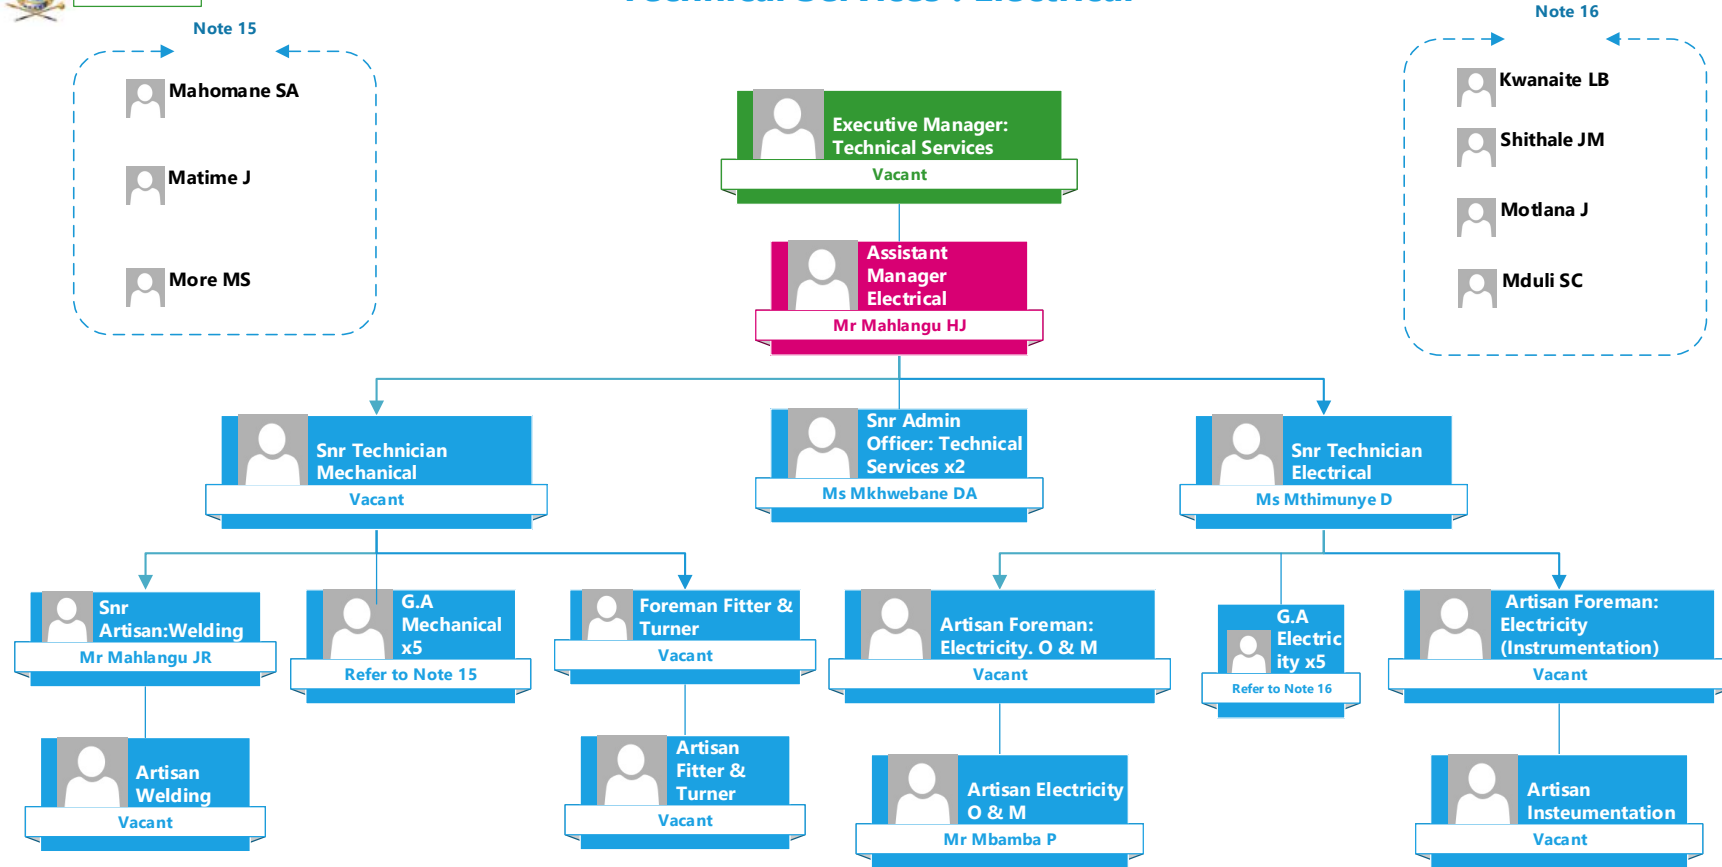 Technical Services : Electrical
Note 15
Mahomane SA
Matime J
More MS
Note 16
Kwanaite LB
Shithale JM
Motlana J
Mduli SC
Executive Manager:
Technical Services
Vacant
Assistant
Manager
Electrical
Mr Mahlangu HJ
Snr Technician
Mechanical
Vacant
Snr Admin
Officer: Technical
Services x2
Ms Mkhwebane DA
Snr Technician
Electrical
Ms Mthimunye D
Snr
Artisan:Welding
Mr Mahlangu JR
G.A
Mechanical
x5
Refer to Note 15
Foreman Fitter &
Turner
Vacant
Artisan Foreman:
Electricity. O & M
Vacant
G.A
Electric
ity x5
Refer to Note 16
Artisan Foreman:
Electricity
(Instrumentation)
Vacant
Artisan
Welding
Vacant
Artisan
Fitter &
Turner
Vacant
Artisan Electricity
O & M
Mr Mbamba P
Artisan
Insteumentation
Vacant